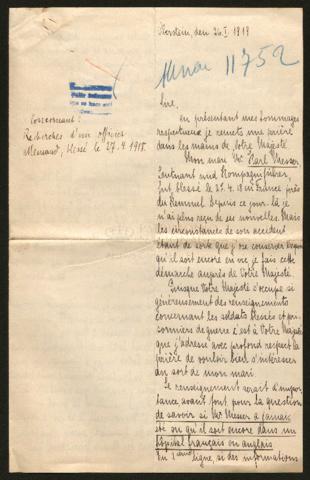 Korstein, den 26.I.1919
11752
Concernant:
Recherches d'un officier
allemand, blessé le 27.4.1918.
Sire,
en présentant mes hommages
respectueux je remets une prière
dans les mains de Votre Majesté.
Mon mari Mr. Karl Messer
Leutnant und Kompagnieführer,
fut blessé le 25.4.18 en France près
du Kemmel. Depuis ce jour-là je
n'ai plus reçu de ses nouvelles. Mais
les circonstances de son accident
étant de sorte que j'ose conserver l'espoir
qu'il soit encore en vie je fais cette
démarche auprès de Votre Majesté.
Puisque Votre Majesté s'occupe si
généreusement des renseignements
concernant les soldats blessés et pri-
sonniers de guerre c'est à Votre Majesté
que j'adresse avec profond respect la
prière de vouloir bien s'intéresser
au sort de mon mari.
Le renseignement serait d'impor-
tance avant tout pour la question
de savoir si Mr Messer a jamais
été ou qu'il soit encore dans un
hôpital français ou anglais
En ligne, si des informations